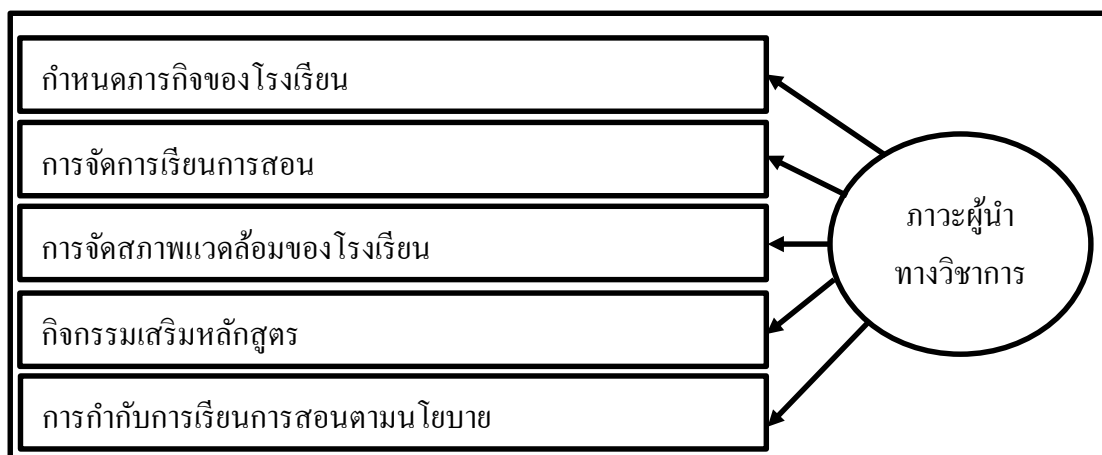 กำหนดภารกิจของโรงเรียน
การจัดการเรียนการสอน
การจัดสภาพแวดล้อมของโรงเรียน
กิจกรรมเสริมหลักสูตร
การกำกับการเรียนการสอนตามนโยบาย
ภาวะผู้นำ
ทางวิชาการ